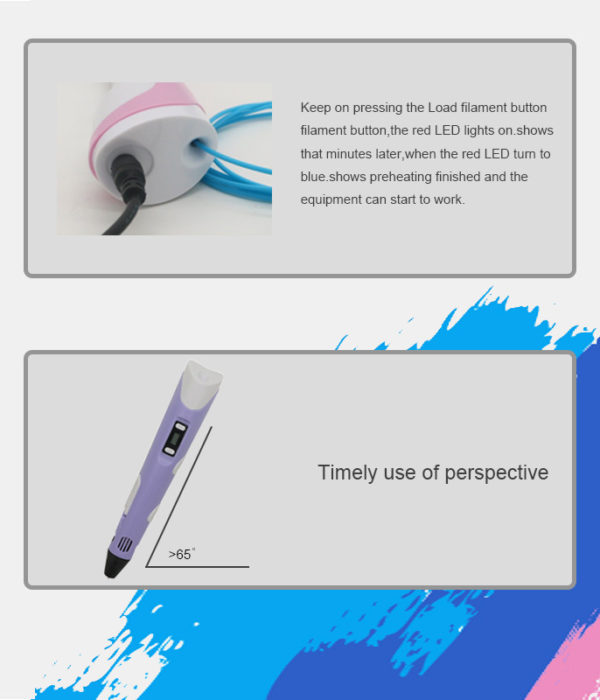 Keep on pressing the Load filament button
filament button,the red LED lights on.shows
that minutes later,when the red LED turn to
blue.shows preheating finished and the
equipment can start to work.
Timely use of perspective
>65°